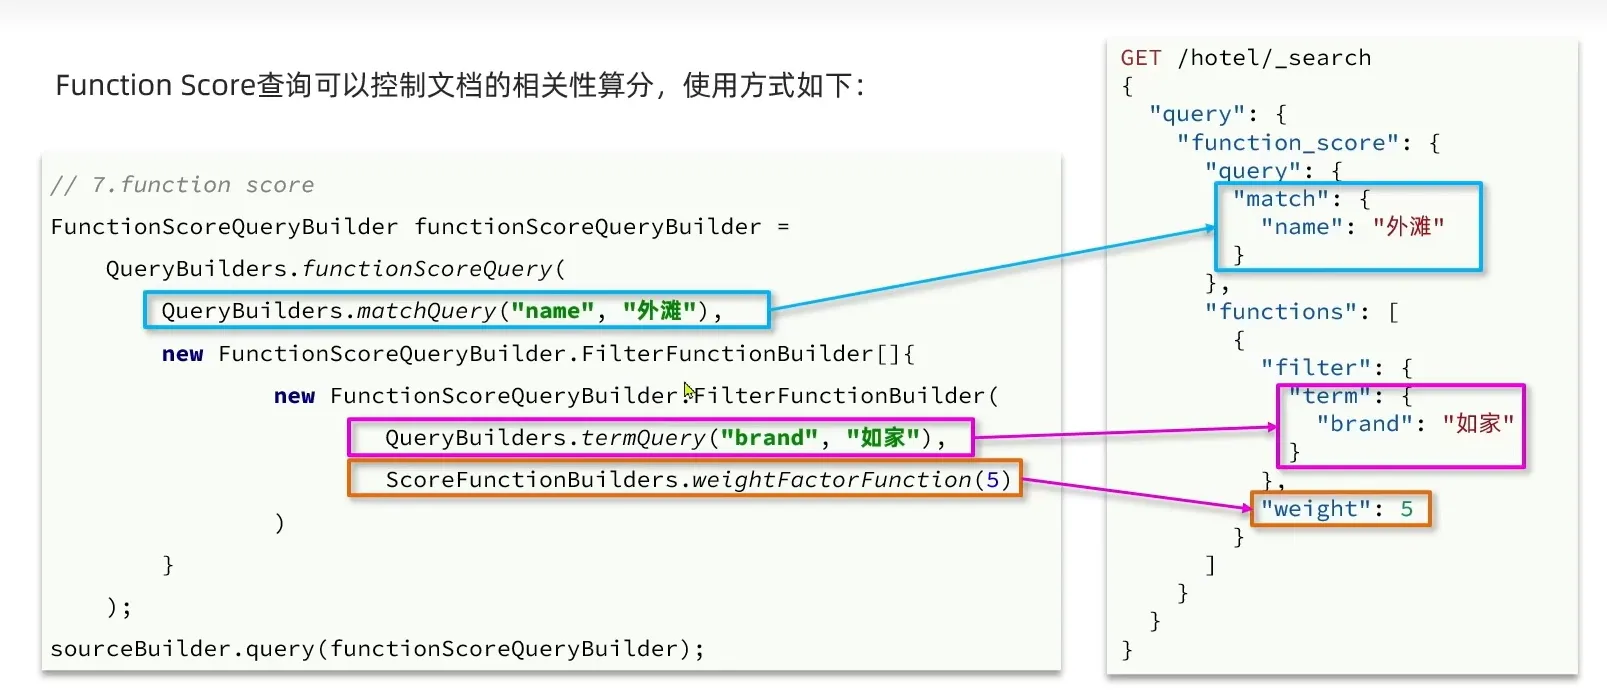 Function Score查询可以控制文档的相关性算分，使用方式如下：
// 7.function score
FunctionScoreQueryBuilder functionScoreQueryBuilder =
QueryBuilders.functionScoreQuery(
QueryBuilders.matchQuery("name", "外滩"),
new FunctionScoreQueryBuilder.FilterFunctionBuilder[]{
new FunctionScoreQueryBuilder.FilterFunctionBuilder(
QueryBuilders.termQuery("brand", "如家"),
ScoreFunctionBuilders.weightFactorFunction(5)
)
}
);
sourceBuilder.query(functionScoreQueryBuilder);
GET /hotel/_search
{
"query": {
"function_score": {
"query": {
"match": {
"name": "外滩"
}
},
"functions": [
{
"filter": {
"term": {
"brand": "如家"
}
},
"weight": 5
}
]
}
}
}